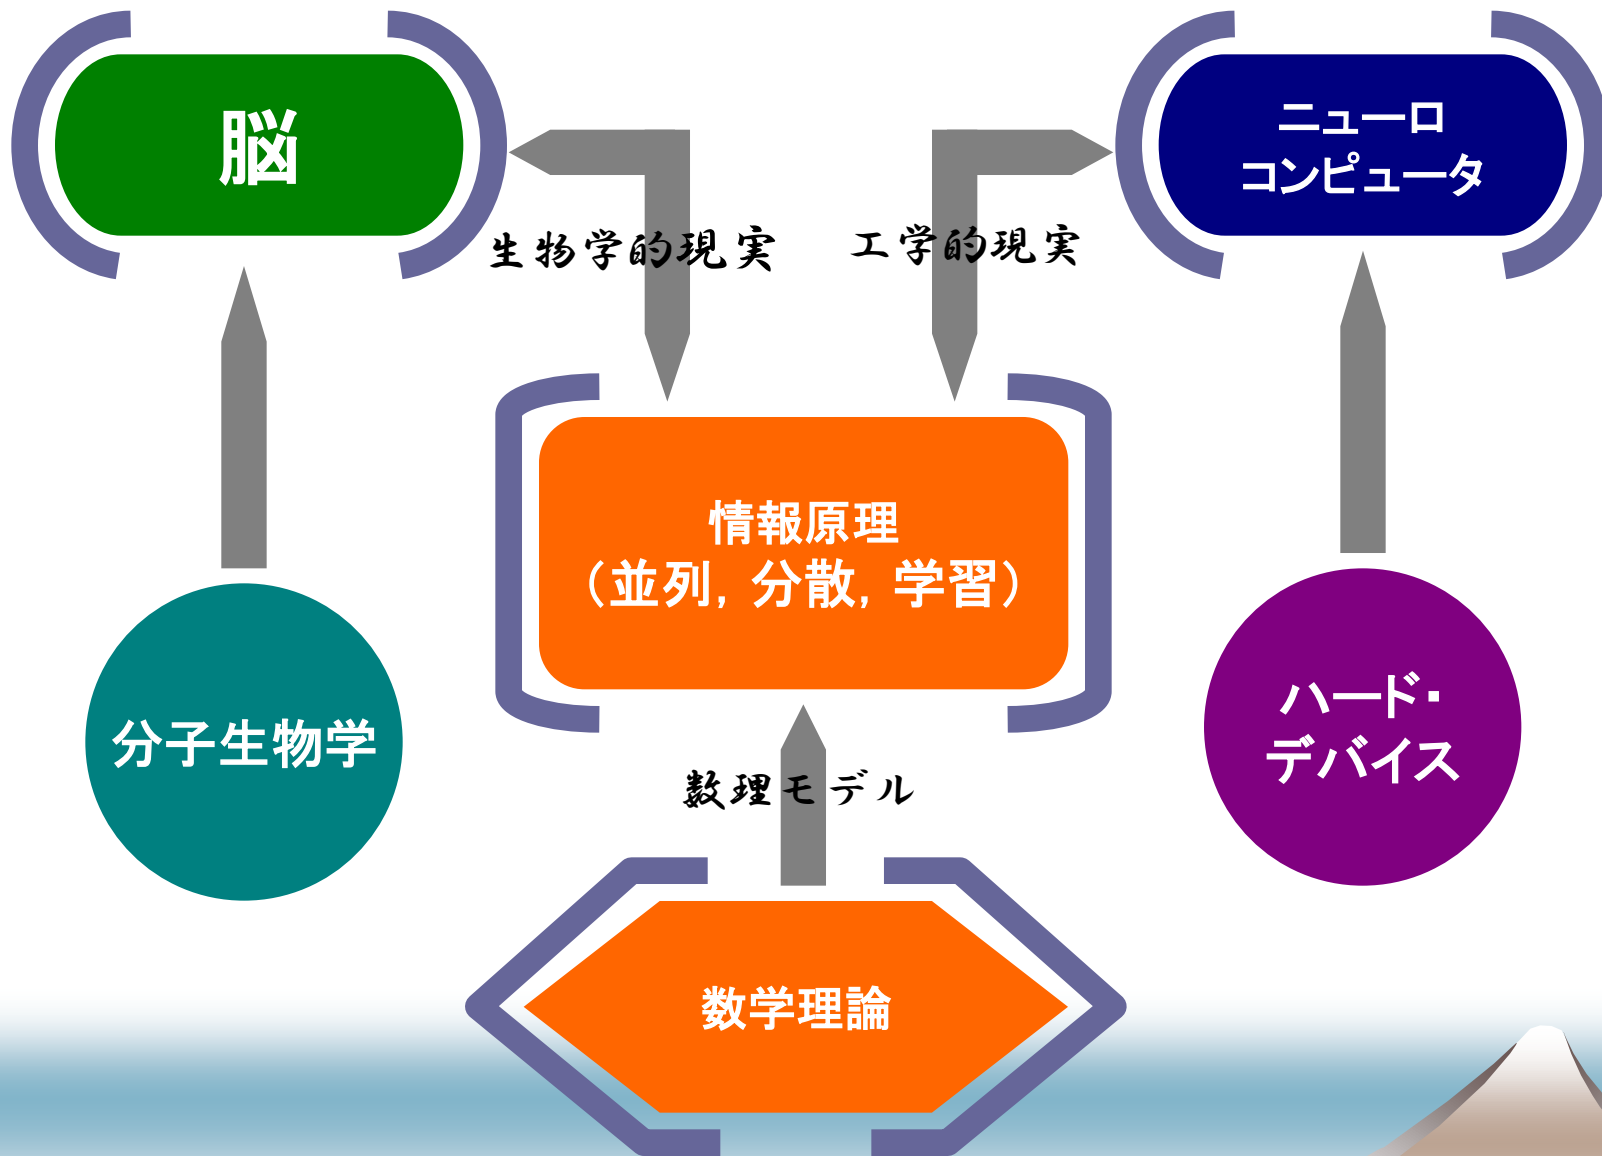 脳
ニューロ
コンピュータ
生物学的現実
工学的現実
情報原理
（並列，分散，学習）
分子生物学
ハード・
デバイス
数理モデル
数学理論